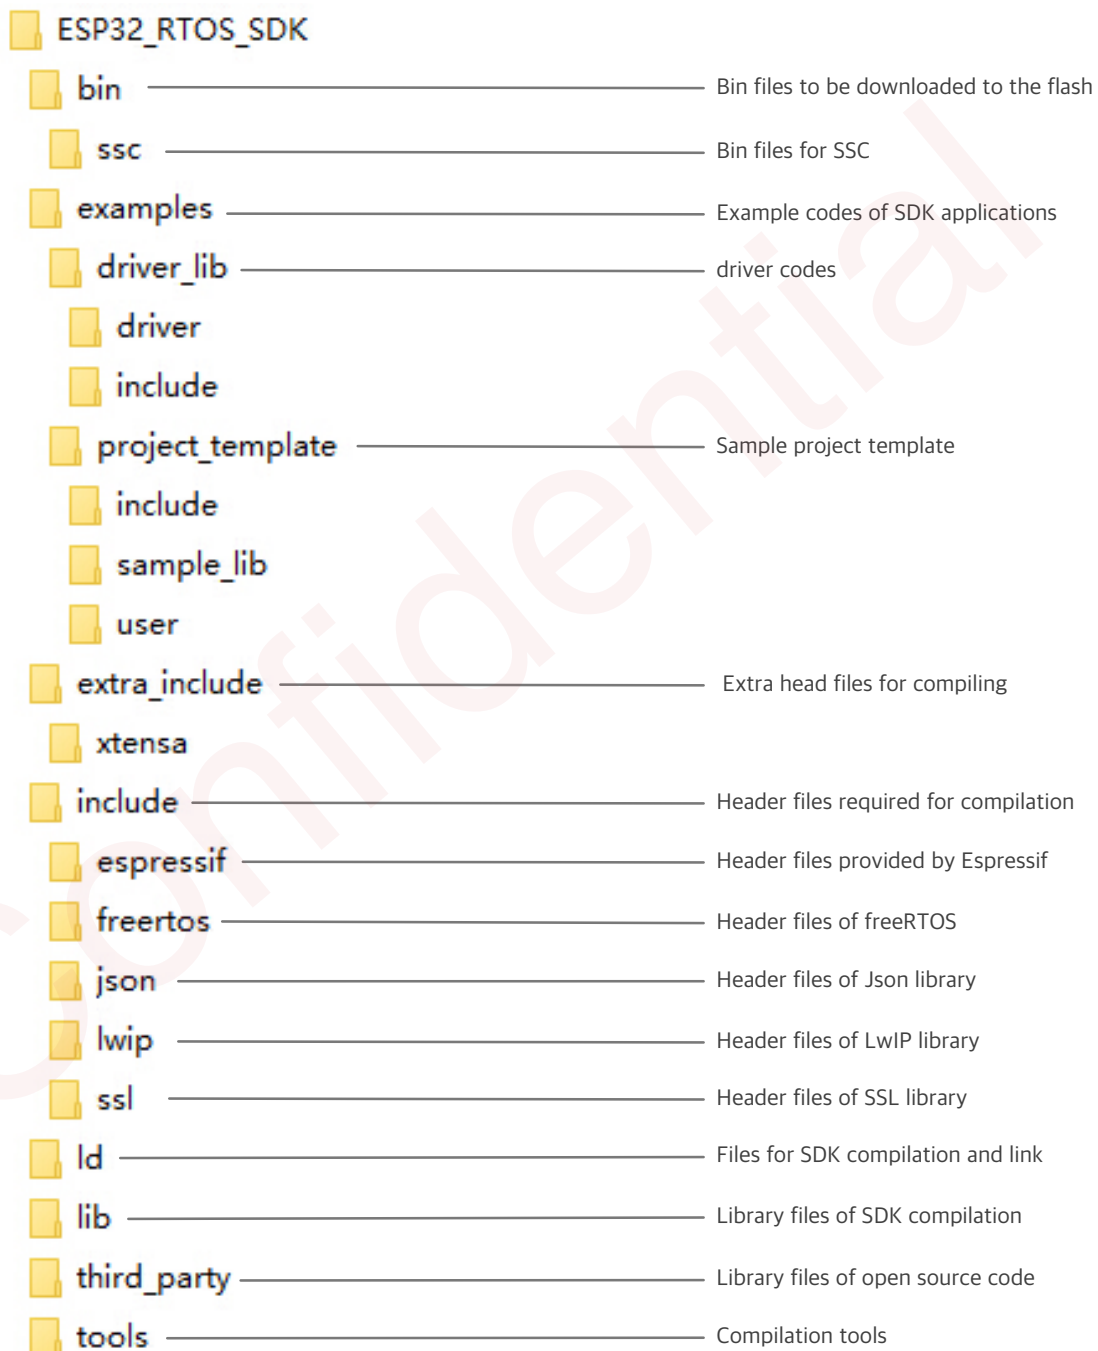 ESP32_RTOS_SDK
bin Bin files to be downloaded to the flash
ssc Bin files for SSC
examples Example codes of SDK applications
driver_lib driver codes
driver
include
project_template Sample project template
include
sample_lib
user
extra_include Extra head files for compiling
xtensa
include Header files required for compilation
espressif Header files provided by Espressif
freertos Header files of freeRTOS
json Header files of Json library
lwip Header files of LwIP library
ssl Header files of SSL library
ld Files for SDK compilation and link
lib Library files of SDK compilation
third_party Library files of open source code
tools Compilation tools
Confidential